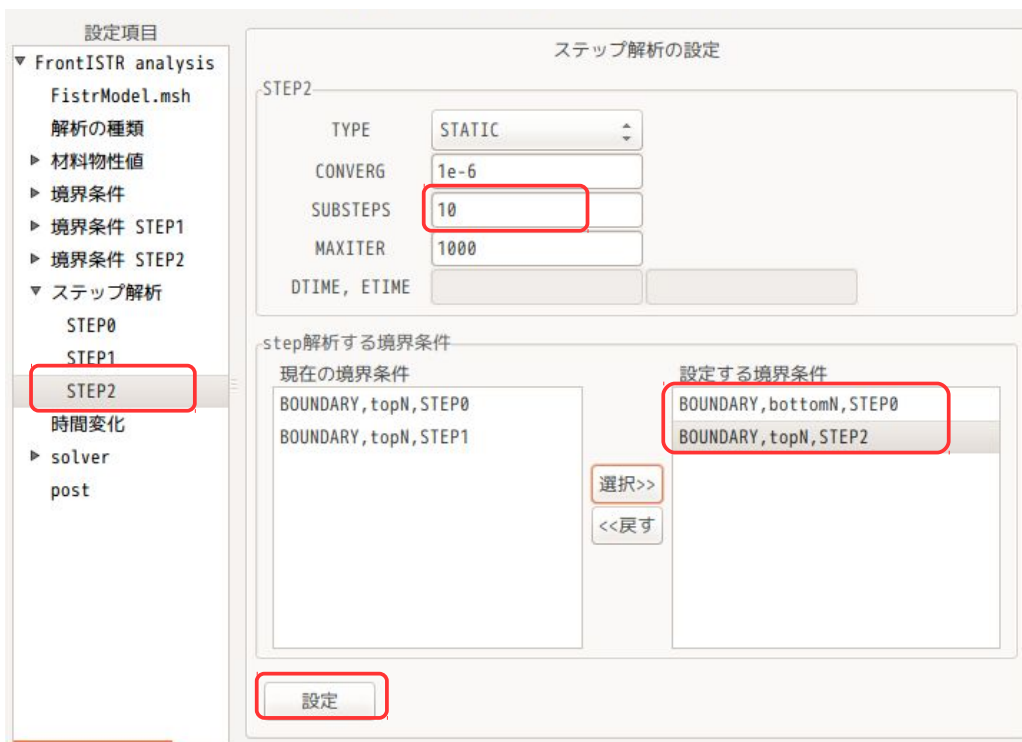 設定項目
FrontISTR analysis
FistrModel.msh
解析の種類
材料物性値
境界条件
境界条件 STEP1
境界条件 STEP2
ステップ解析
STEP0
STEP1
STEP2
時間変化
solver
post
ステップ解析の設定
STEP2
TYPE STATIC
CONVERG 1e-6
SUBSTEPS 10
MAXITER 1000
DTIME, ETIME
step解析する境界条件
現在の境界条件
BOUNDARY,topN,STEP0
BOUNDARY,topN,STEP1
選択>>
<<戻す
設定する境界条件
BOUNDARY,bottomN,STEP0
BOUNDARY,topN,STEP2
設定